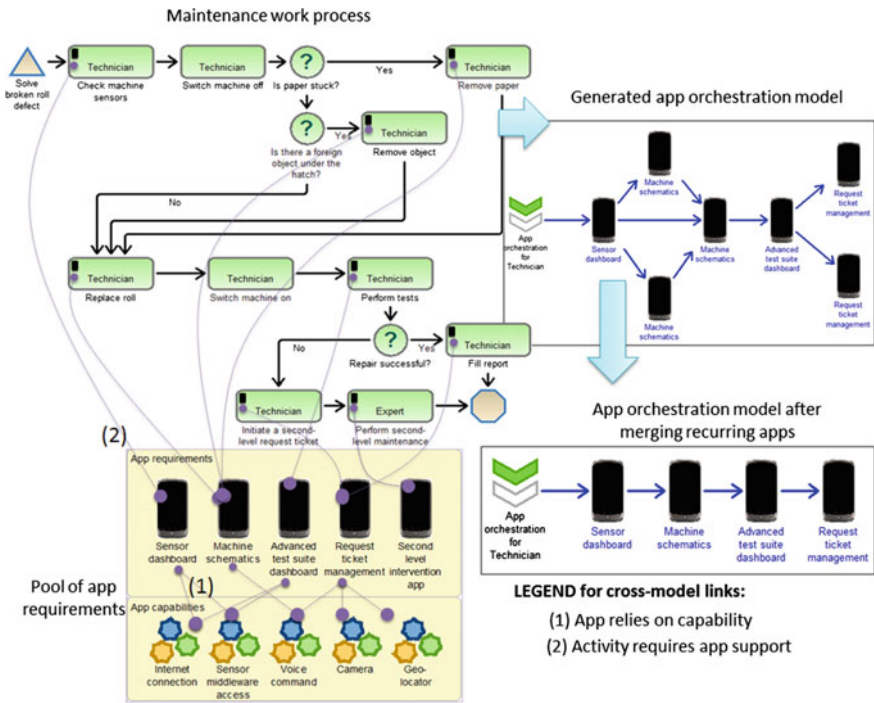 Maintenance work process
Solve
broken roll
defect
Technician
Check machine
sensors
Technician
Switch machine off
?
Is paper stuck?
Yes
Technician
Remove paper
?
Is there a foreign
object under the
hatch?
Yes
Technician
Remove object
No
Technician
Replace roll
Technician
Switch machine on
Technician
Perform tests
?
Repair successful?
No
Yes
Technician
Fill report
Technician
Initiate a second-
level request ticket
Expert
Perform second-
level maintenance
Generated app orchestration model
App
orchestration
for
Technician
Sensor
dashboard
Machine
schematics
Machine
schematics
Machine
schematics
Advanced
test suite
dashboard
Request
ticket
management
Request
ticket
management
App orchestration model after
merging recurring apps
App
orchestration
for
Technician
Sensor
dashboard
Machine
schematics
Advanced
test suite
dashboard
Request
ticket
management
(2)
Pool of app
requirements
App requirements
Sensor
dashboard
Machine
schematics
Advanced
test suite
dashboard
Request
ticket
management
Second
level
intervention
app
(1)
App capabilities
Internet
connection
Sensor
middleware
access
Voice
command
Camera
Geo-
locator
LEGEND for cross-model links:
(1) App relies on capability
(2) Activity requires app support